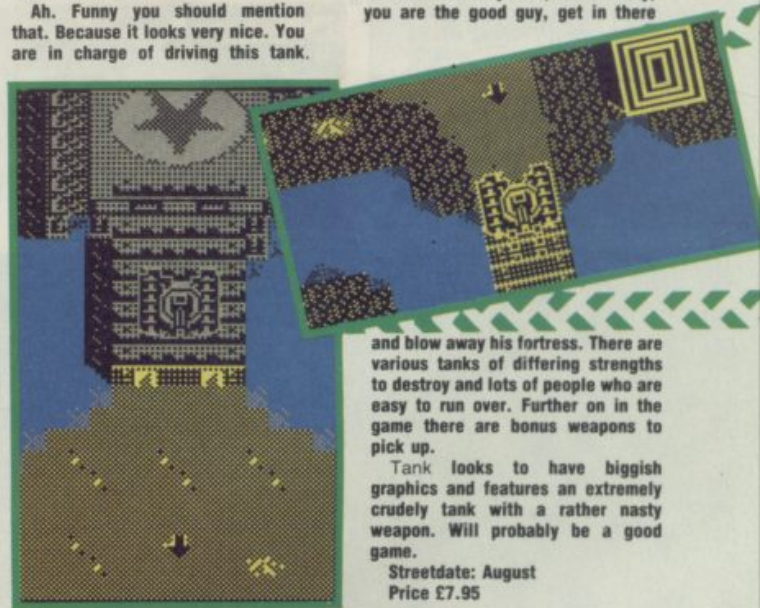 Ah. Funny you should mention
that. Because it looks very nice. You
are in charge of driving this tank.
you are the good guy, get in there
and blow away his fortress. There are
various tanks of differing strengths
to destroy and lots of people who are
easy to run over. Further on in the
game there are bonus weapons to
pick up.
Tank looks to have biggish
graphics and features an extremely
crudely tank with a rather nasty
weapon. Will probably be a good
game.
Streetdate: August
Price £7.95